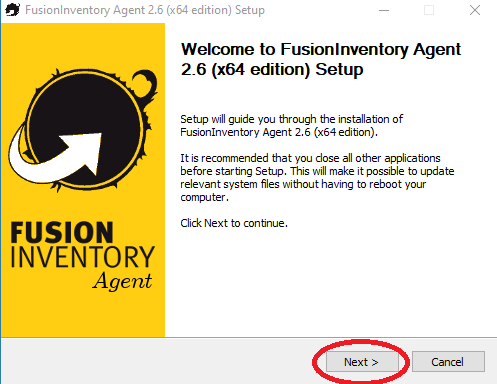 FusionInventory Agent 2.6 (x64 edition) Setup
Welcome to FusionInventory Agent
2.6 (x64 edition) Setup
Setup will guide you through the installation of
FusionInventory Agent 2.6 (x64 edition).
It is recommended that you close all other applications
before starting Setup. This will make it possible to update
relevant system files without having to reboot your
computer.
Click Next to continue.
FUSION
INVENTORY
Agent
Next >
Cancel